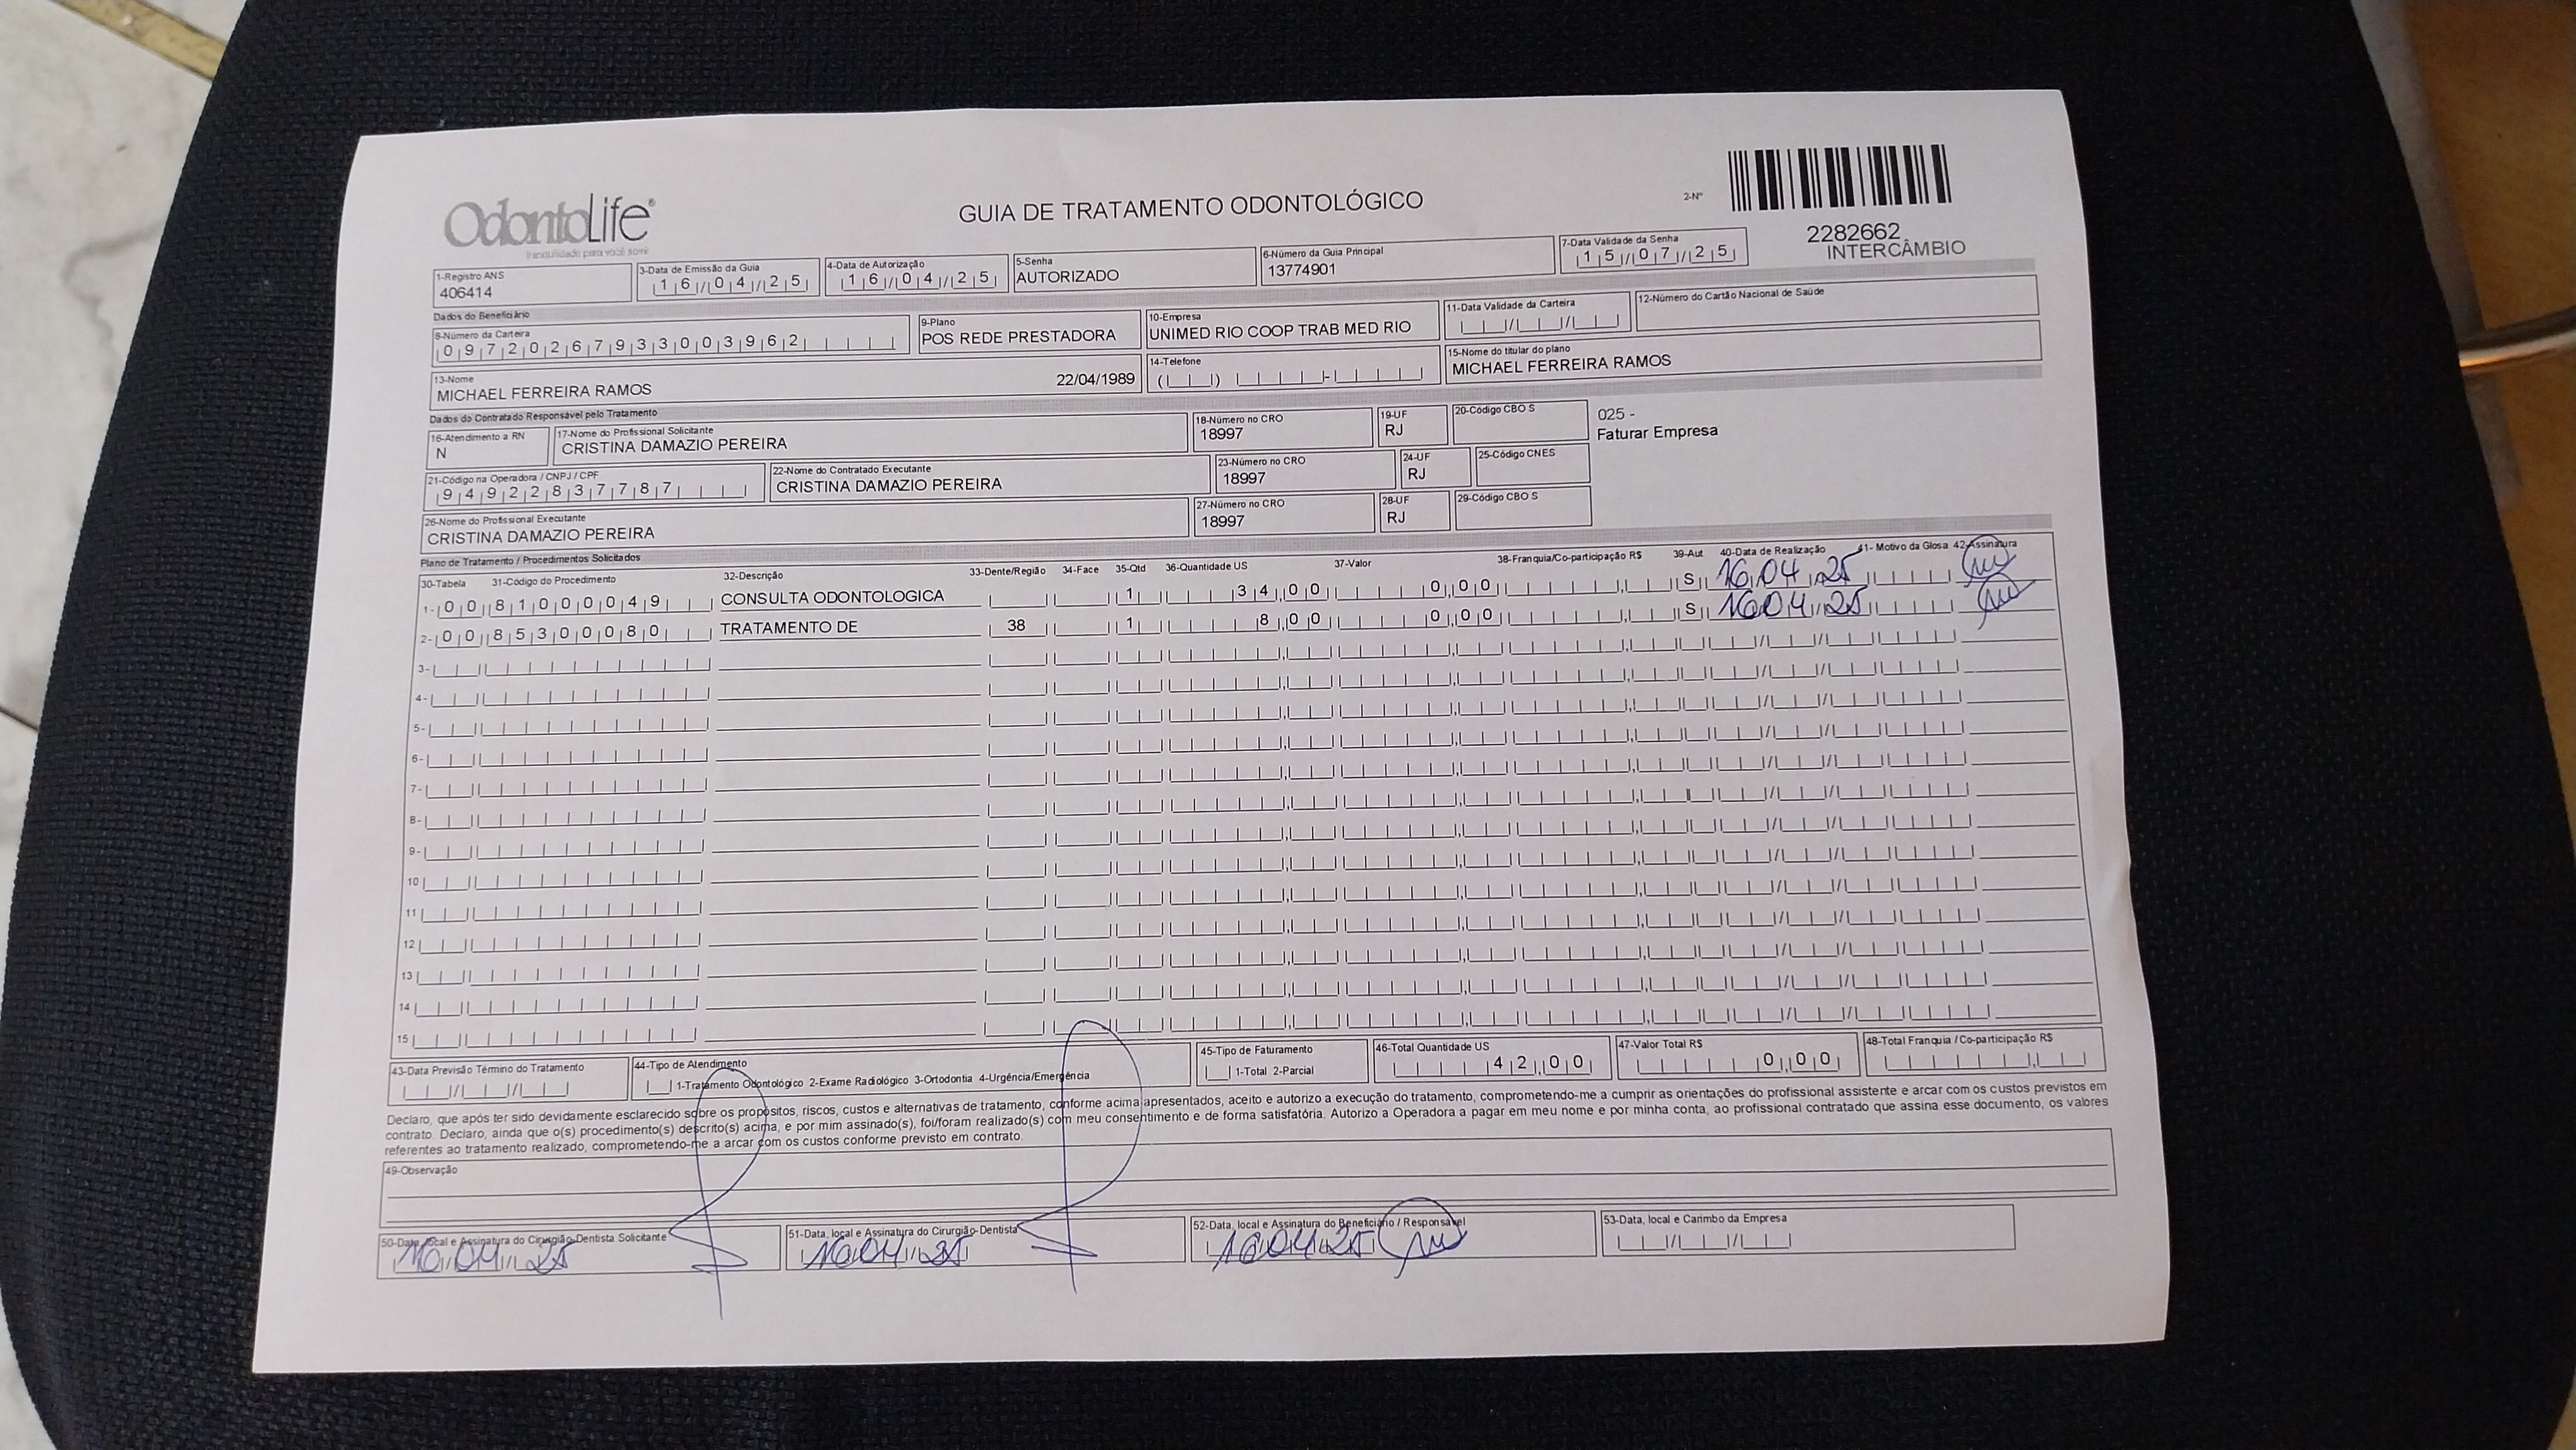 OdontoLife®
tranquilidade para você sorrir
GUIA DE TRATAMENTO ODONTOLÓGICO
2-Nº
2282662
INTERCÂMBIO
1-Registro ANS
406414
3-Data de Emissão da Guia
16/04/25
4-Data de Autorização
16/04/25
5-Senha
AUTORIZADO
6-Número da Guia Principal
13774901
7-Data Validade da Senha
15/07/25
Dados do Beneficiário
8-Número da Carteira
09720267933003962
9-Plano
POS REDE PRESTADORA
10-Empresa
UNIMED RIO COOP TRAB MED RIO
11-Data Validade da Carteira
12-Número do Cartão Nacional de Saúde
13-Nome
MICHAEL FERREIRA RAMOS 22/04/1989
14-Telefone
15-Nome do titular do plano
MICHAEL FERREIRA RAMOS
Dados do Contratado Responsável pelo Tratamento
16-Atendimento a RN
N
17-Nome do Profissional Solicitante
CRISTINA DAMAZIO PEREIRA
18-Número no CRO
18997
19-UF
RJ
20-Código CBO S
025 -
Faturar Empresa
21-Código na Operadora / CNPJ / CPF
94922837787
22-Nome do Contratado Executante
CRISTINA DAMAZIO PEREIRA
23-Número no CRO
18997
24-UF
RJ
25-Código CNES
26-Nome do Profissional Executante
CRISTINA DAMAZIO PEREIRA
27-Número no CRO
18997
28-UF
RJ
29-Código CBO S
Plano de Tratamento / Procedimentos Solicitados
30-Tabela 31-Código do Procedimento 32-Descrição 33-Dente/Região 34-Face 35-Qtd 36-Quantidade US 37-Valor 38-Franquia/Co-participação R$ 39-Aut 40-Data de Realização 41- Motivo da Glosa 42-Assinatura
1- 00 81000049 CONSULTA ODONTOLOGICA 1 34,00 0,00 S 16/04/25
2- 00 85300080 TRATAMENTO DE 38 1 8,00 0,00 S 16/04/25
3-
4-
5-
6-
7-
8-
9-
10
11
12
13
14
15
43-Data Previsão Término do Tratamento
44-Tipo de Atendimento
1-Tratamento Odontológico 2-Exame Radiológico 3-Ortodontia 4-Urgência/Emergência
45-Tipo de Faturamento
1-Total 2-Parcial
46-Total Quantidade US
42,00
47-Valor Total R$
0,00
48-Total Franquia /Co-participação R$
Declaro, que após ter sido devidamente esclarecido sobre os propósitos, riscos, custos e alternativas de tratamento, conforme acima apresentados, aceito e autorizo a execução do tratamento, comprometendo-me a cumprir as orientações do profissional assistente e arcar com os custos previstos em
contrato. Declaro, ainda que o(s) procedimento(s) descrito(s) acima, e por mim assinado(s), foi/foram realizado(s) com meu consentimento e de forma satisfatória. Autorizo a Operadora a pagar em meu nome e por minha conta, ao profissional contratado que assina esse documento, os valores
referentes ao tratamento realizado, comprometendo-me a arcar com os custos conforme previsto em contrato.
49-Observação
50-Data, local e Assinatura do Cirurgião-Dentista Solicitante
16/04/25
51-Data, local e Assinatura do Cirurgião-Dentista
16/04/25
52-Data, local e Assinatura do Beneficiário / Responsável
16/04/25
53-Data, local e Carimbo da Empresa